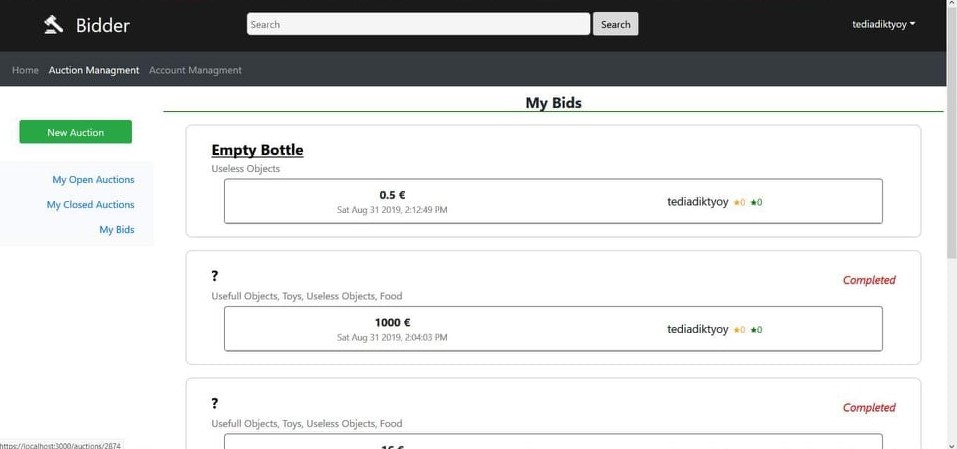 Bidder
Search
Search
tediadiktyoy
Home Auction Managment Account Managment
My Bids
New Auction
My Open Auctions
My Closed Auctions
My Bids
Empty Bottle
Useless Objects
0.5 €
Sat Aug 31 2019, 2:12:49 PM
tediadiktyoy ★0 ★0
?
Completed
Usefull Objects, Toys, Useless Objects, Food
1000 €
Sat Aug 31 2019, 2:04:03 PM
tediadiktyoy ★0 ★0
?
Completed
Usefull Objects, Toys, Useless Objects, Food
https://localhost:3000/auctions/2874